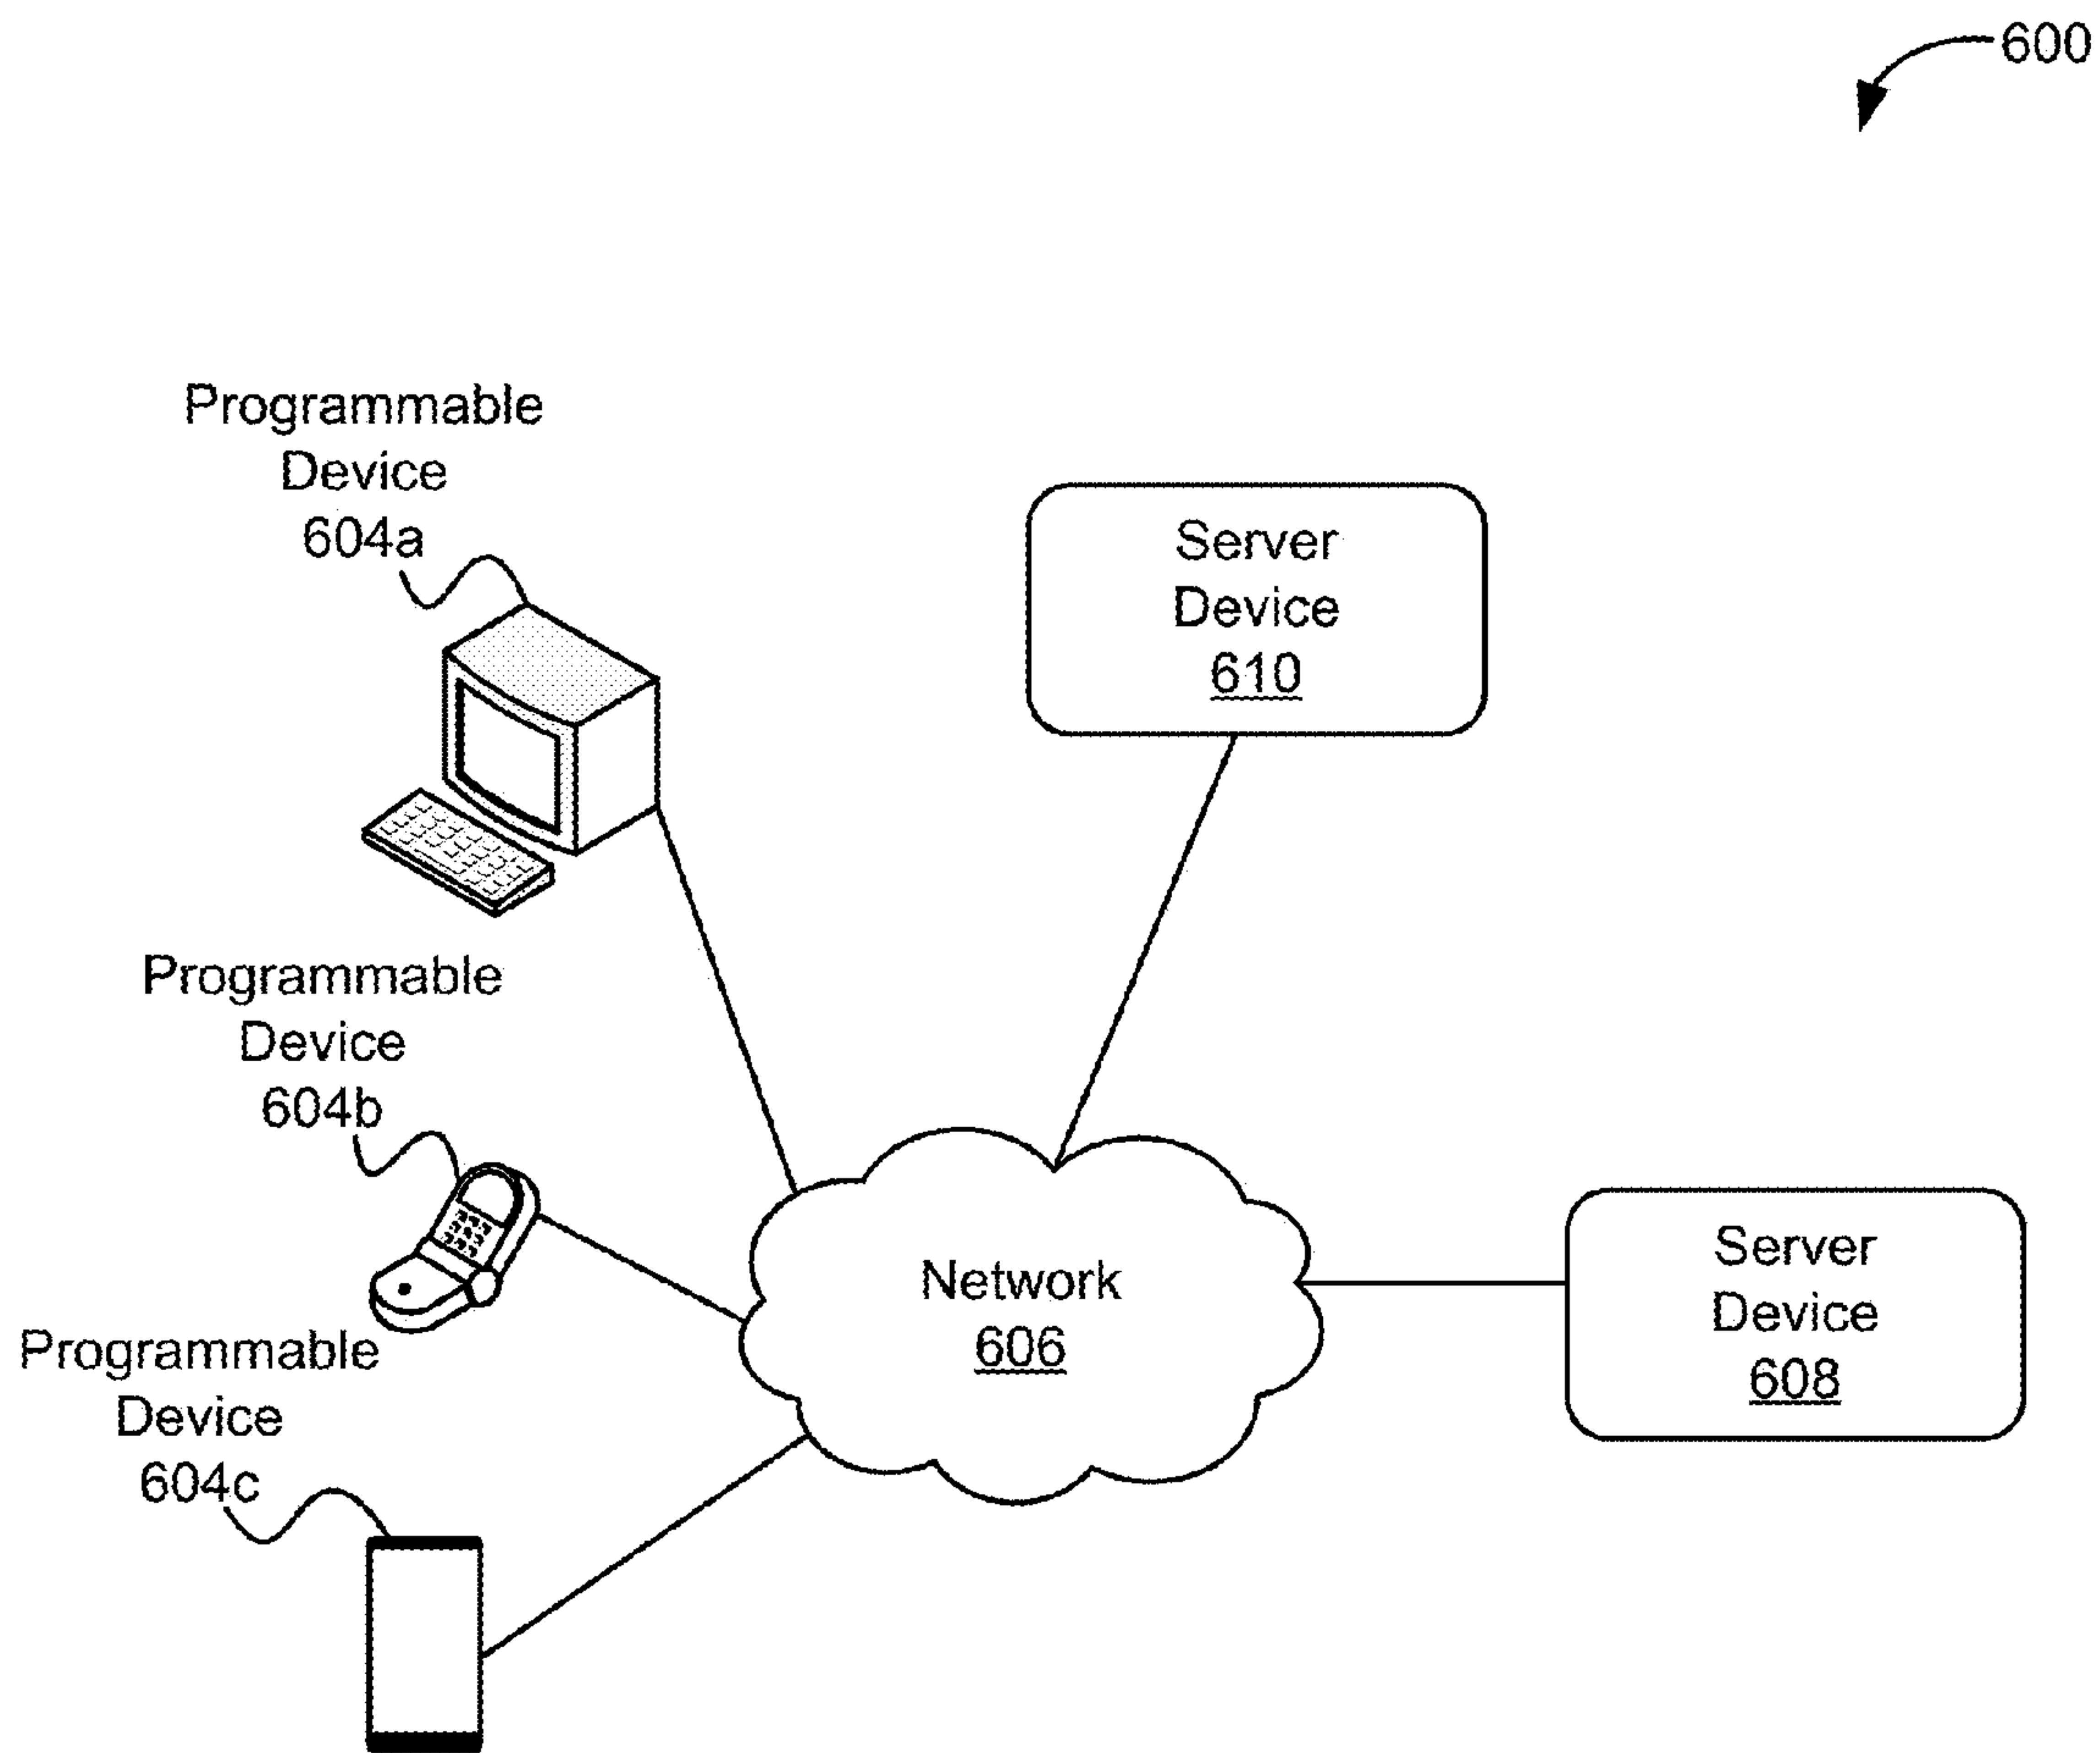 600
Programmable
Device
604a
Server
Device
610
Programmable
Device
604b
Network
606
Server
Device
608
Programmable
Device
604c